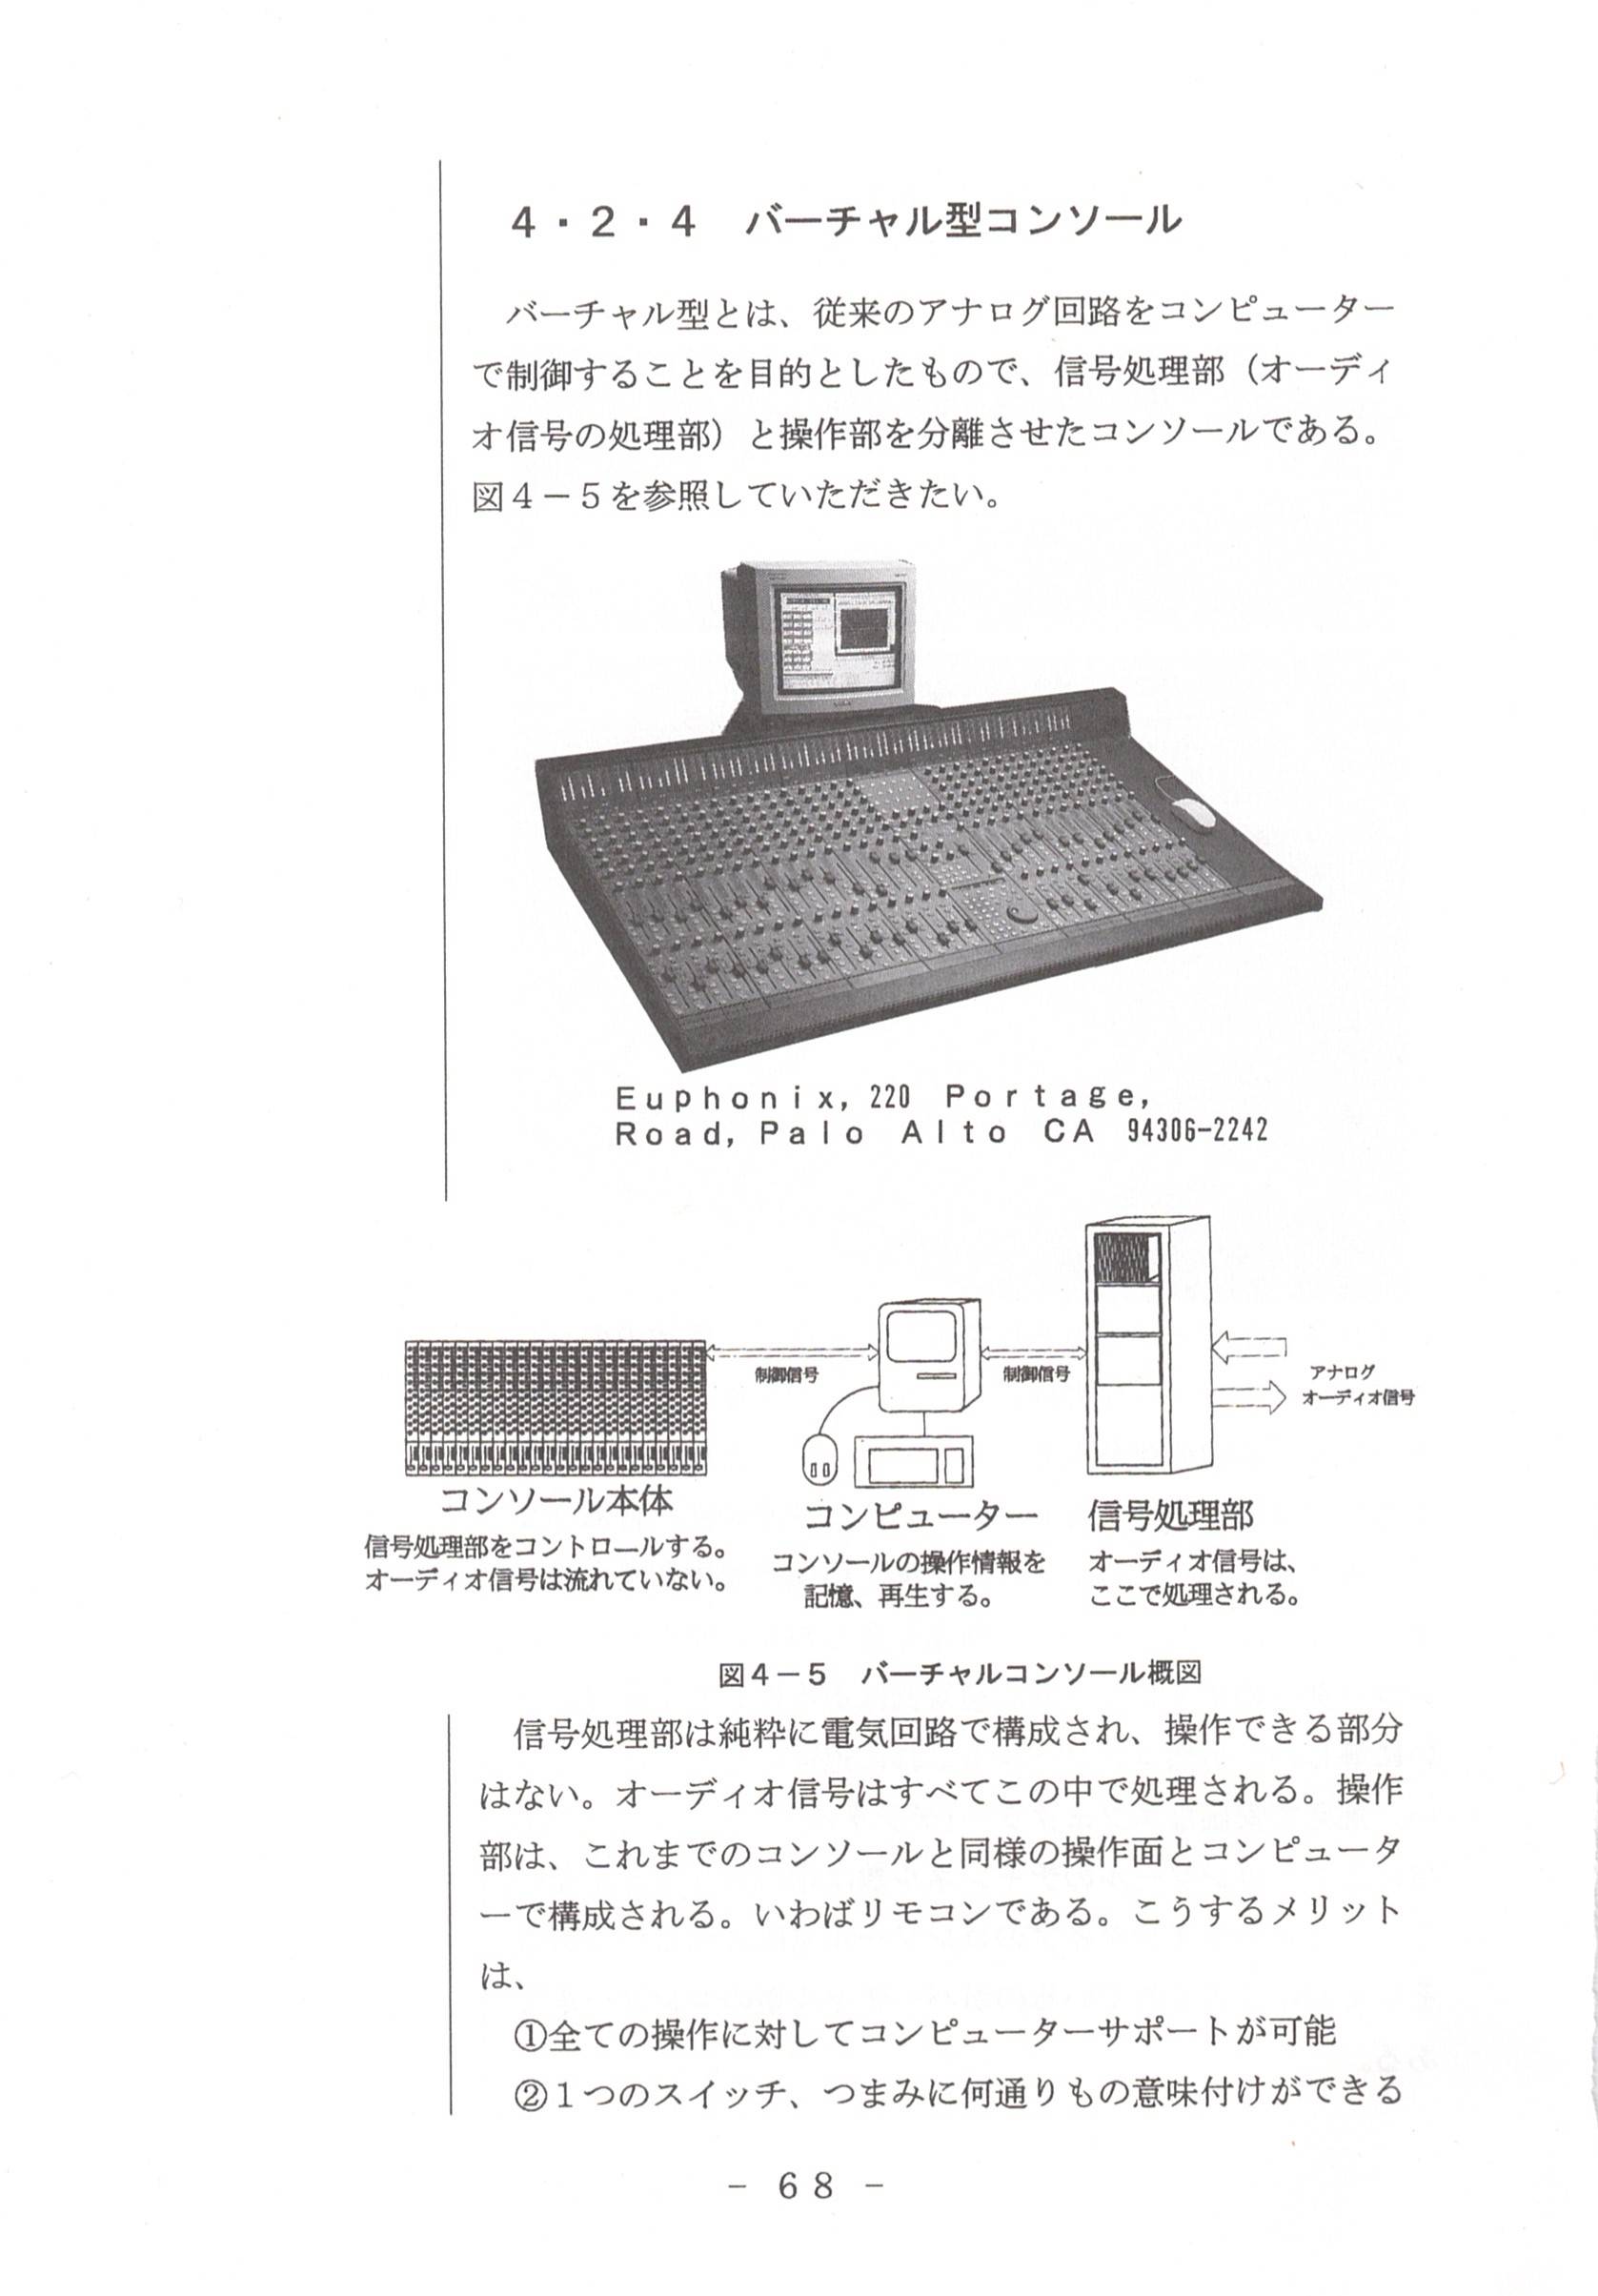 4・2・4　バーチャル型コンソール
バーチャル型とは、従来のアナログ回路をコンピューター
で制御することを目的としたもので、信号処理部（オーディ
オ信号の処理部）と操作部を分離させたコンソールである。
図4－5を参照していただきたい。
Euphonix, 220 Portage,
Road, Palo Alto CA 94306-2242
制御信号
制御信号
アナログ
オーディオ信号
コンソール本体
信号処理部をコントロールする。
オーディオ信号は流れていない。
コンピューター
コンソールの操作情報を
記憶、再生する。
信号処理部
オーディオ信号は、
ここで処理される。
図4－5　バーチャルコンソール概図
信号処理部は純粋に電気回路で構成され、操作できる部分
はない。オーディオ信号はすべてこの中で処理される。操作
部は、これまでのコンソールと同様の操作面とコンピュータ
ーで構成される。いわばリモコンである。こうするメリット
は、
①全ての操作に対してコンピューターサポートが可能
②1つのスイッチ、つまみに何通りもの意味付けができる
- 68 -